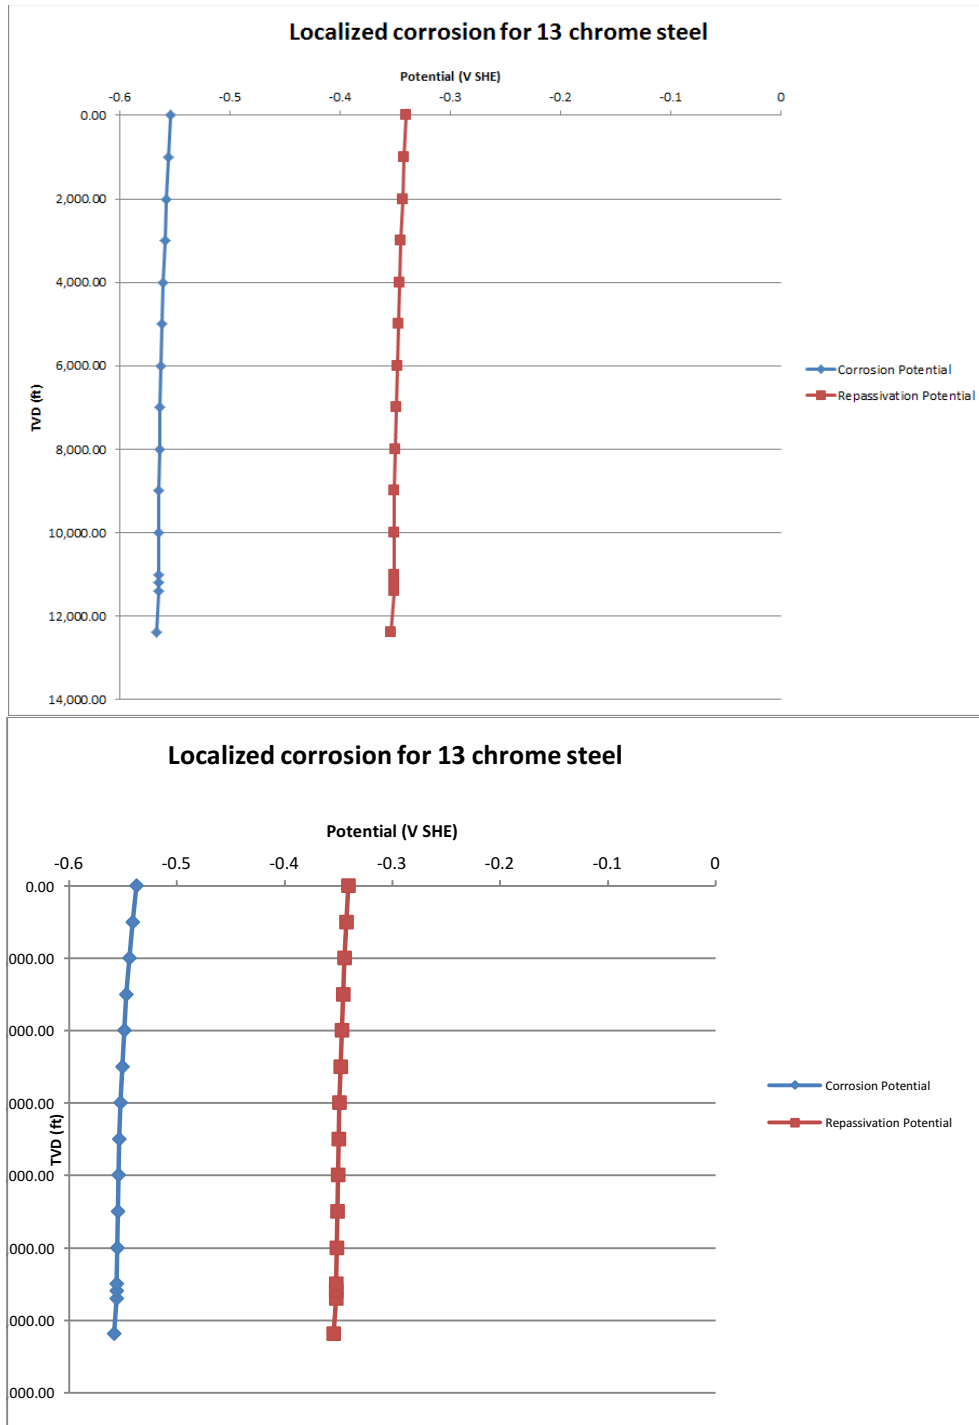 Localized corrosion for 13 chrome steel
Potential (V SHE)
-0.6 -0.5 -0.4 -0.3 -0.2 -0.1 0
0.00
2,000.00
4,000.00
6,000.00
8,000.00
10,000.00
12,000.00
14,000.00
TVD (ft)
Corrosion Potential
Repassivation Potential
Localized corrosion for 13 chrome steel
Potential (V SHE)
-0.6 -0.5 -0.4 -0.3 -0.2 -0.1 0
0.00
,000.00
,000.00
,000.00
,000.00
,000.00
,000.00
,000.00
TVD (ft)
Corrosion Potential
Repassivation Potential